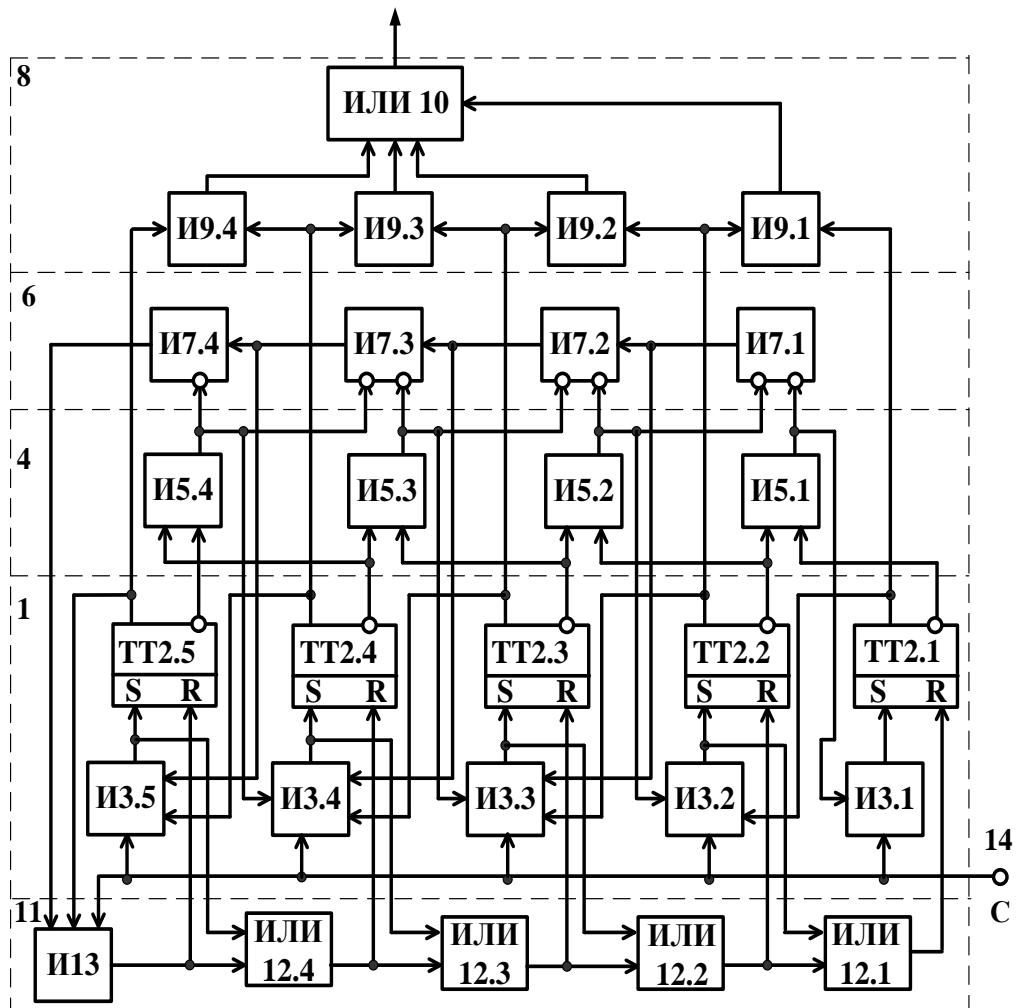 8
ИЛИ 10
И9.4 И9.3 И9.2 И9.1
6
И7.4 И7.3 И7.2 И7.1
4
И5.4 И5.3 И5.2 И5.1
1
ТТ2.5 ТТ2.4 ТТ2.3 ТТ2.2 ТТ2.1
S R S R S R S R S R
И3.5 И3.4 И3.3 И3.2 И3.1
14
11 С
И13 ИЛИ ИЛИ ИЛИ ИЛИ
12.4 12.3 12.2 12.1